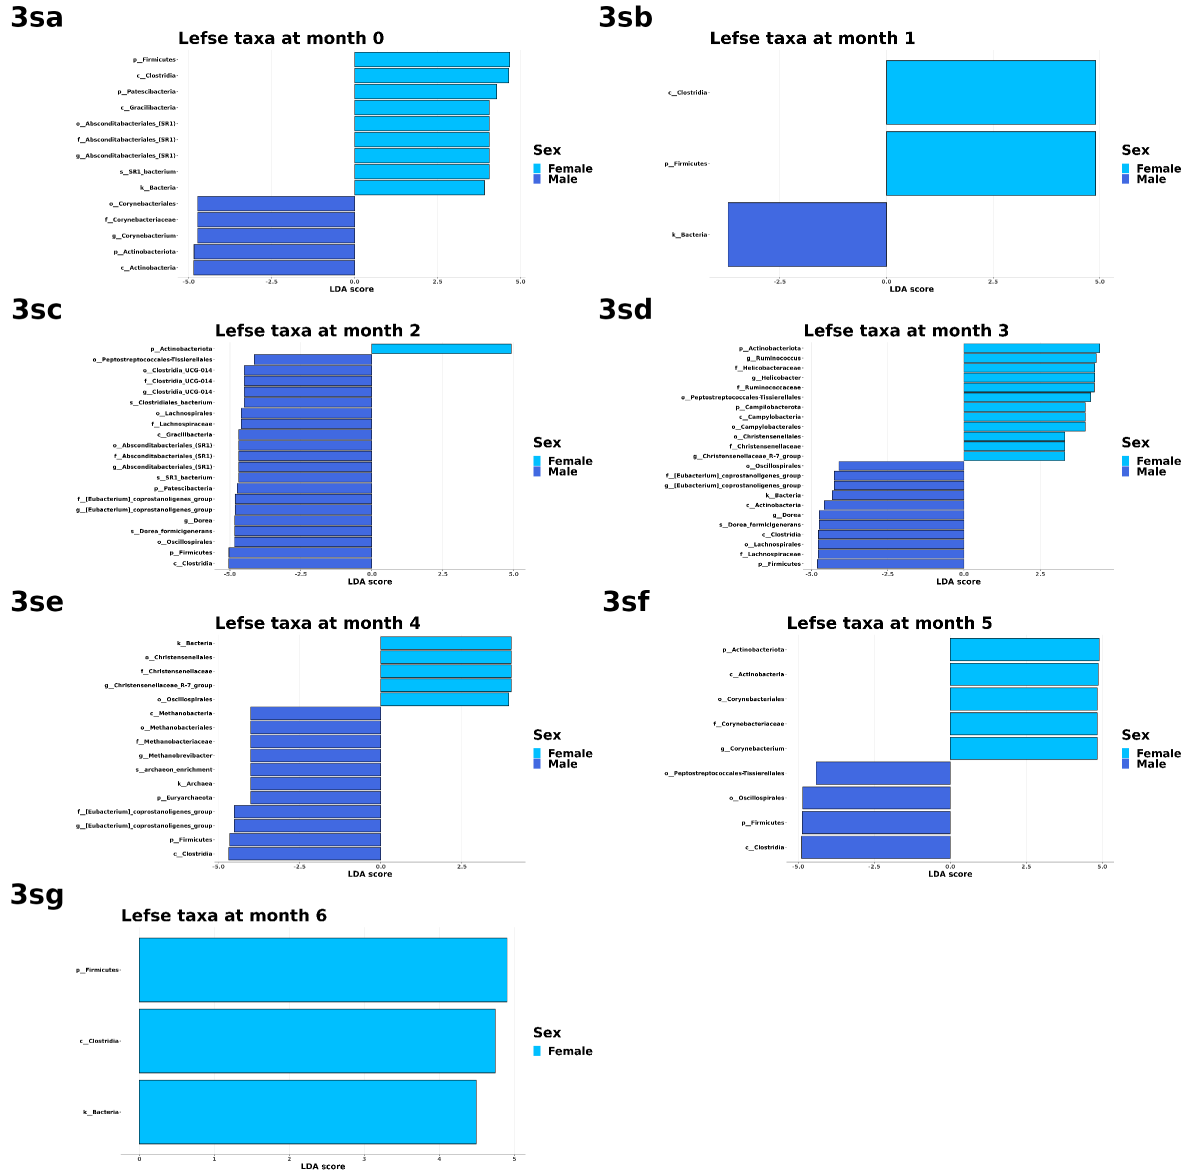 3sa
Lefse taxa at month 0
p__Firmicutes
c__Clostridia
p__Patescibacteria
c__Gracilibacteria
o__Absconditabacteriales_(SR1)
f__Absconditabacteriales_(SR1)
g__Absconditabacteriales_(SR1)
s__SR1_bacterium
k__Bacteria
o__Corynebacteriales
f__Corynebacteriaceae
g__Corynebacterium
p__Actinobacteriota
c__Actinobacteria
-5.0 -2.5 0.0 2.5 5.0
LDA score
Sex
Female
Male
3sb
Lefse taxa at month 1
c__Clostridia
p__Firmicutes
k__Bacteria
-2.5 0.0 2.5 5.0
LDA score
Sex
Female
Male
3sc
Lefse taxa at month 2
p__Actinobacteriota
o__Peptostreptococcales-Tissierellales
o__Clostridia_UCG-014
f__Clostridia_UCG-014
g__Clostridia_UCG-014
s__Clostridiales_bacterium
o__Lachnospirales
f__Lachnospiraceae
c__Gracilibacteria
o__Absconditabacteriales_(SR1)
f__Absconditabacteriales_(SR1)
g__Absconditabacteriales_(SR1)
s__SR1_bacterium
p__Patescibacteria
f__[Eubacterium]_coprostanoligenes_group
g__[Eubacterium]_coprostanoligenes_group
g__Dorea
s__Dorea_formicigenerans
o__Oscillospirales
p__Firmicutes
c__Clostridia
-5.0 -2.5 0.0 2.5 5.0
LDA score
Sex
Female
Male
3sd
Lefse taxa at month 3
p__Actinobacteriota
g__Ruminococcus
f__Helicobacteraceae
g__Helicobacter
f__Ruminococcaceae
o__Peptostreptococcales-Tissierellales
p__Campilobacterota
c__Campylobacteria
o__Campylobacterales
o__Christensenellales
f__Christensenellaceae
g__Christensenellaceae_R-7_group
o__Oscillospirales
f__[Eubacterium]_coprostanoligenes_group
g__[Eubacterium]_coprostanoligenes_group
k__Bacteria
c__Actinobacteria
g__Dorea
s__Dorea_formicigenerans
c__Clostridia
o__Lachnospirales
f__Lachnospiraceae
p__Firmicutes
-5.0 -2.5 0.0 2.5
LDA score
Sex
Female
Male
3se
Lefse taxa at month 4
k__Bacteria
o__Christensenellales
f__Christensenellaceae
g__Christensenellaceae_R-7_group
o__Oscillospirales
c__Methanobacteria
o__Methanobacteriales
f__Methanobacteriaceae
g__Methanobrevibacter
s__archaeon_enrichment
k__Archaea
p__Euryarchaeota
f__[Eubacterium]_coprostanoligenes_group
g__[Eubacterium]_coprostanoligenes_group
p__Firmicutes
c__Clostridia
-5.0 -2.5 0.0 2.5
LDA score
Sex
Female
Male
3sf
Lefse taxa at month 5
p__Actinobacteriota
c__Actinobacteria
o__Corynebacteriales
f__Corynebacteriaceae
g__Corynebacterium
o__Peptostreptococcales-Tissierellales
o__Oscillospirales
p__Firmicutes
c__Clostridia
-5.0 -2.5 0.0 2.5 5.0
LDA score
Sex
Female
Male
3sg
Lefse taxa at month 6
p__Firmicutes
c__Clostridia
k__Bacteria
0 1 2 3 4 5
LDA score
Sex
Female